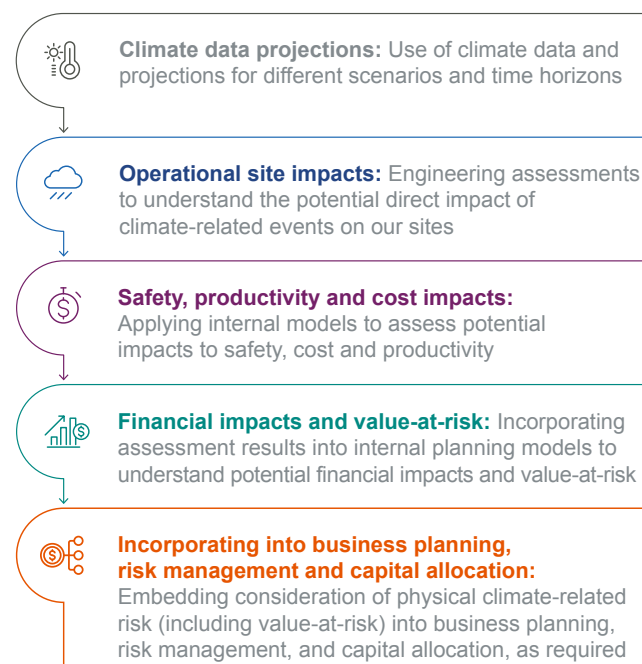 Climate data projections: Use of climate data and
projections for different scenarios and time horizons
Operational site impacts: Engineering assessments
to understand the potential direct impact of
climate-related events on our sites
Safety, productivity and cost impacts:
Applying internal models to assess potential
impacts to safety, cost and productivity
Financial impacts and value-at-risk: Incorporating
assessment results into internal planning models to
understand potential financial impacts and value-at-risk
Incorporating into business planning,
risk management and capital allocation:
Embedding consideration of physical climate-related
risk (including value-at-risk) into business planning,
risk management, and capital allocation, as required